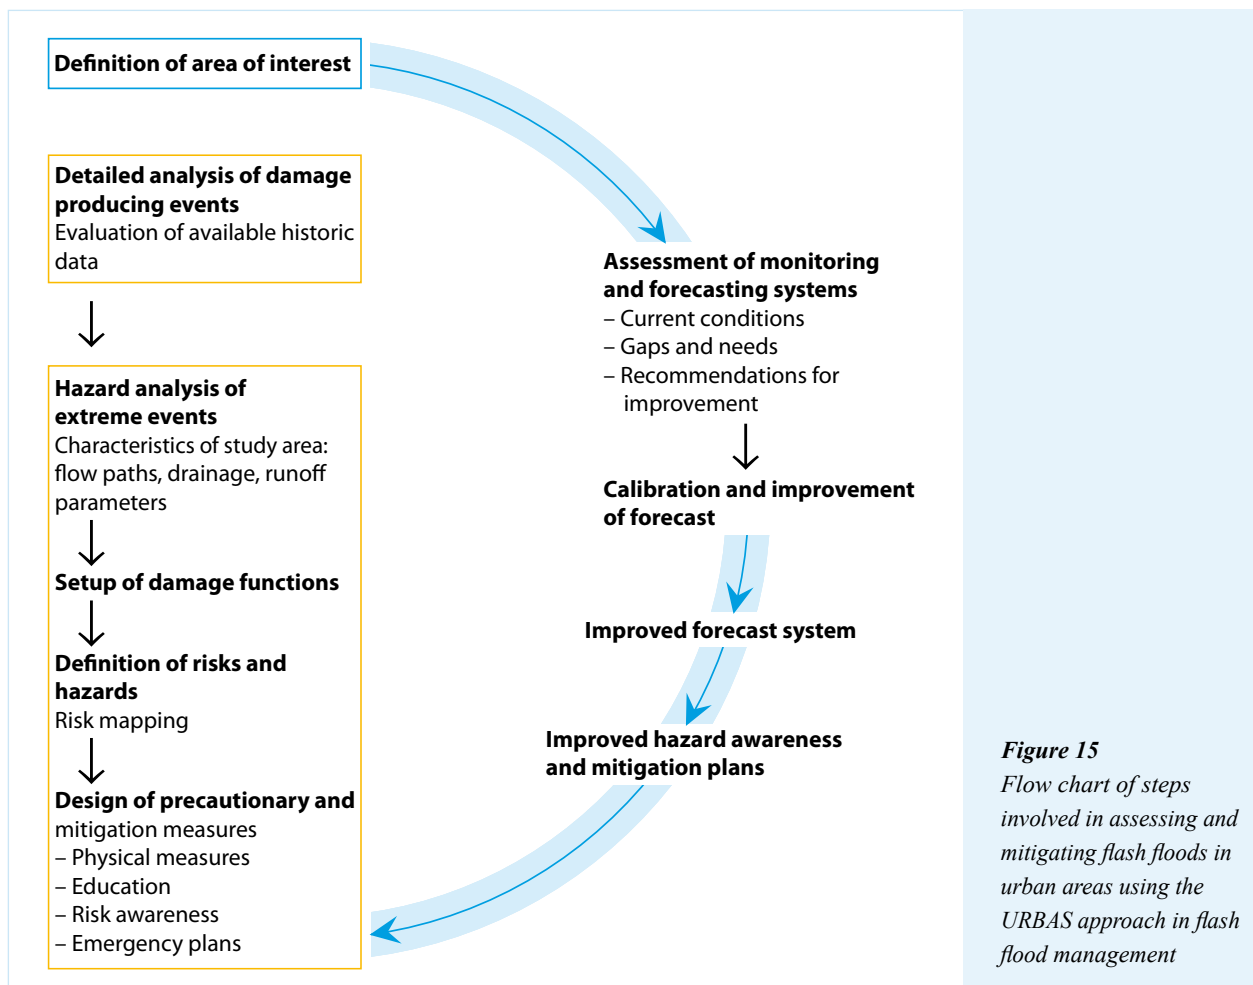 Definition of area of interest
Detailed analysis of damage
producing events
Evaluation of available historic
data
Hazard analysis of
extreme events
Characteristics of study area:
flow paths, drainage, runoff
parameters
Setup of damage functions
Definition of risks and
hazards
Risk mapping
Design of precautionary and
mitigation measures
– Physical measures
– Education
– Risk awareness
– Emergency plans
Assessment of monitoring
and forecasting systems
– Current conditions
– Gaps and needs
– Recommendations for
improvement
Calibration and improvement
of forecast
Improved forecast system
Improved hazard awareness
and mitigation plans
Figure 15
Flow chart of steps
involved in assessing and
mitigating flash floods in
urban areas using the
URBAS approach in flash
flood management